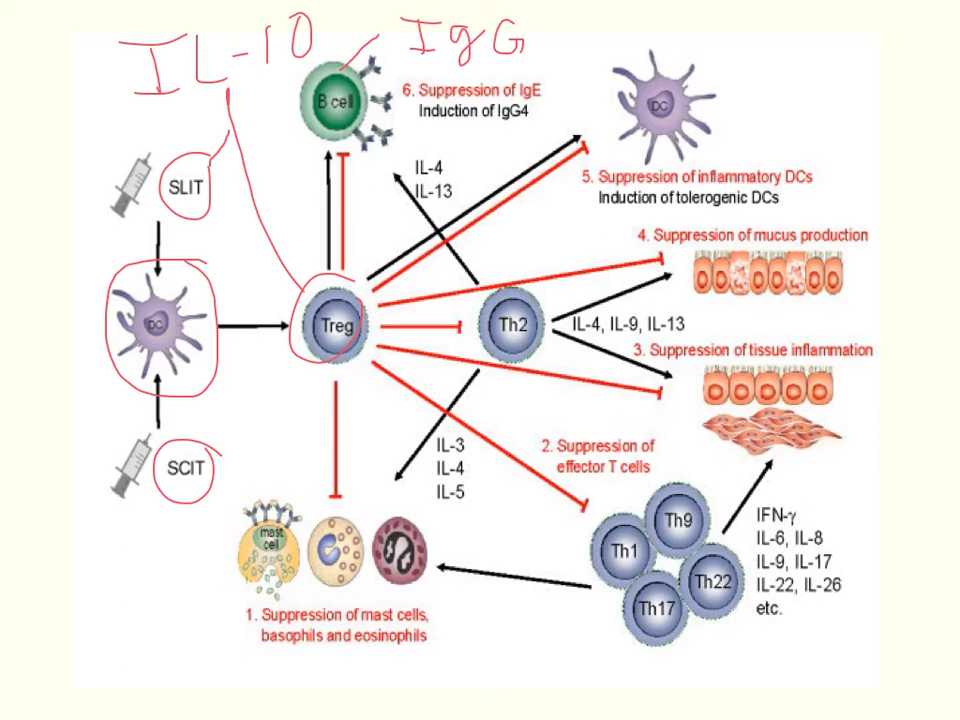 IL-10 IgG
B cell
6. Suppression of IgE
Induction of IgG4
DC
IL-4
IL-13
SLIT
5. Suppression of inflammatory DCs
Induction of tolerogenic DCs
4. Suppression of mucus production
DC
Treg
Th2
IL-4, IL-9, IL-13
3. Suppression of tissue inflammation
SCIT
IL-3
IL-4
IL-5
2. Suppression of
effector T cells
mast
cell
Th9
Th1
Th22
Th17
IFN-γ
IL-6, IL-8
IL-9, IL-17
IL-22, IL-26
etc.
1. Suppression of mast cells,
basophils and eosinophils